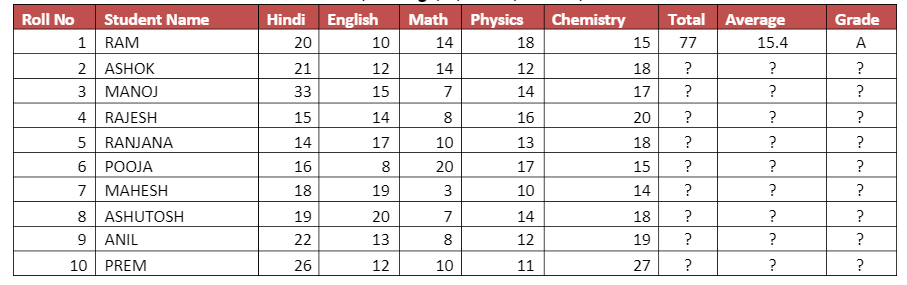 Roll No Student Name Hindi English Math Physics Chemistry Total Average Grade
1 RAM 20 10 14 18 15 77 15.4 A
2 ASHOK 21 12 14 12 18 ? ? ?
3 MANOJ 33 15 7 14 17 ? ? ?
4 RAJESH 15 14 8 16 20 ? ? ?
5 RANJANA 14 17 10 13 18 ? ? ?
6 POOJA 16 8 20 17 15 ? ? ?
7 MAHESH 18 19 3 10 14 ? ? ?
8 ASHUTOSH 19 20 7 14 18 ? ? ?
9 ANIL 22 13 8 12 19 ? ? ?
10 PREM 26 12 10 11 27 ? ? ?